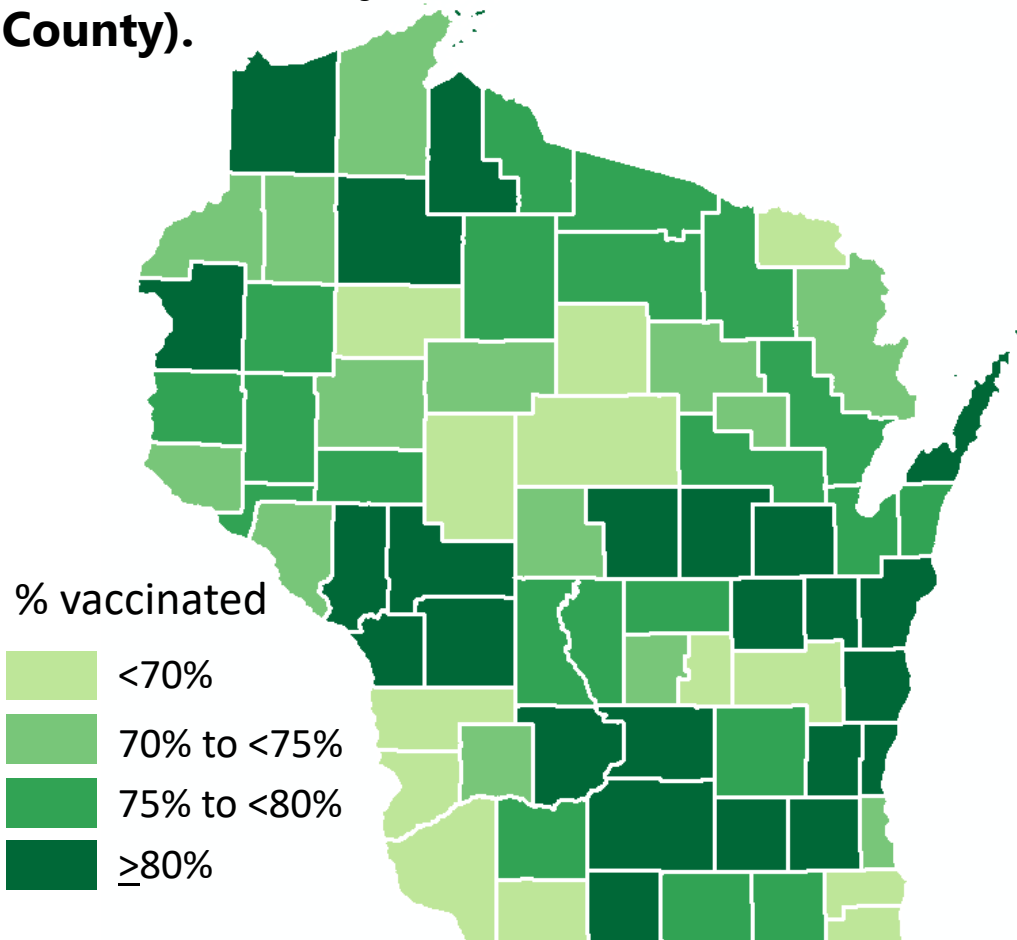 County).
% vaccinated
<70%
70% to <75%
75% to <80%
≥80%